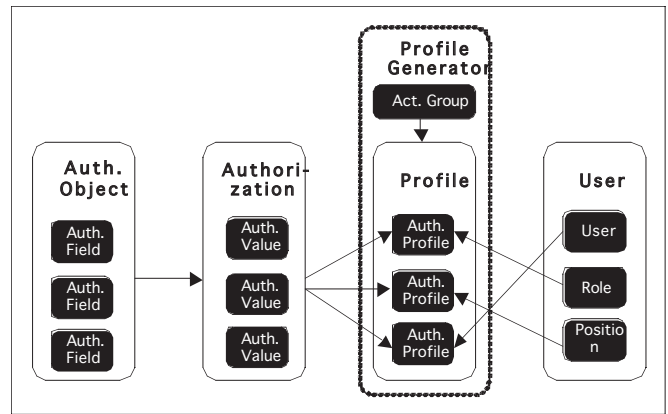 Profile
Generator
Act. Group
Auth.
Object
Auth.
Field
Auth.
Field
Auth.
Field
Authori-
zation
Auth.
Value
Auth.
Value
Auth.
Value
Profile
Auth.
Profile
Auth.
Profile
Auth.
Profile
User
User
Role
Positio
n